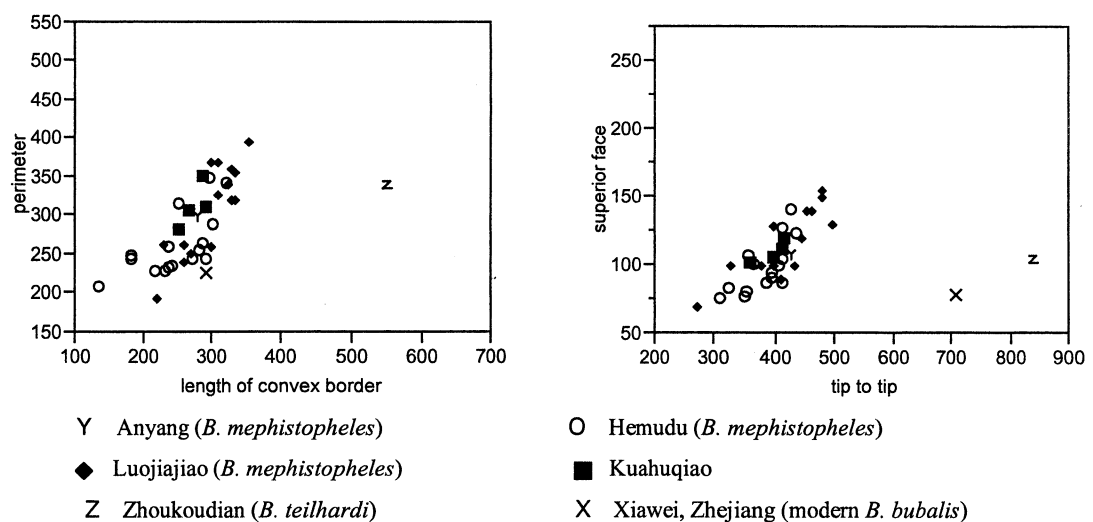 550
500
450
400
350
300
250
200
150
perimeter
100 200 300 400 500 600 700
length of convex border
250
200
150
100
50
superior face
200 300 400 500 600 700 800 900
tip to tip
Y
Z
X
Y
Z
X
Y Anyang (B. mephistopheles)
Luojiajiao (B. mephistopheles)
Z Zhoukoudian (B. teilhardi)
O Hemudu (B. mephistopheles)
Kuahuqiao
X Xiawei, Zhejiang (modern B. bubalis)